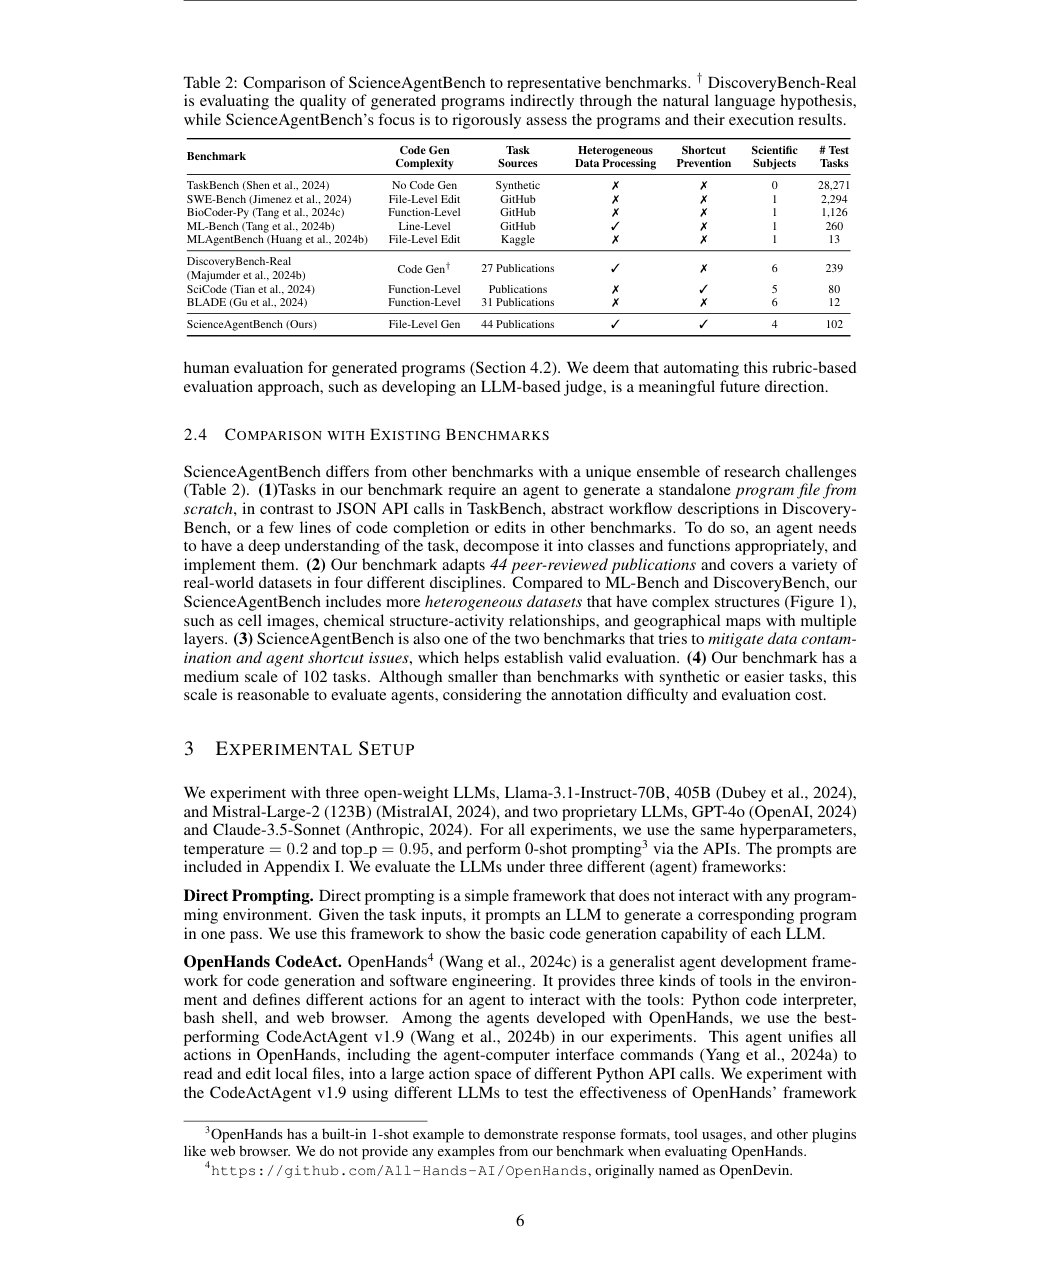 Table 2: Comparison of ScienceAgentBench to representative benchmarks. † DiscoveryBench-Real
is evaluating the quality of generated programs indirectly through the natural language hypothesis,
while ScienceAgentBench's focus is to rigorously assess the programs and their execution results.
Benchmark Code Gen Complexity Task Sources Heterogeneous Data Processing Shortcut Prevention Scientific Subjects # Test Tasks
TaskBench (Shen et al., 2024) No Code Gen Synthetic ✗ ✗ 0 28,271
SWE-Bench (Jimenez et al., 2024) File-Level Edit GitHub ✗ ✗ 1 2,294
BioCoder-Py (Tang et al., 2024c) Function-Level GitHub ✗ ✗ 1 1,126
ML-Bench (Tang et al., 2024b) Line-Level GitHub ✓ ✗ 1 260
MLAgentBench (Huang et al., 2024b) File-Level Edit Kaggle ✗ ✗ 1 13
DiscoveryBench-Real (Majumder et al., 2024b) Code Gen† 27 Publications ✓ ✗ 6 239
SciCode (Tian et al., 2024) Function-Level Publications ✗ ✓ 5 80
BLADE (Gu et al., 2024) Function-Level 31 Publications ✗ ✗ 6 12
ScienceAgentBench (Ours) File-Level Gen 44 Publications ✓ ✓ 4 102
human evaluation for generated programs (Section 4.2). We deem that automating this rubric-based
evaluation approach, such as developing an LLM-based judge, is a meaningful future direction.
2.4 COMPARISON WITH EXISTING BENCHMARKS
ScienceAgentBench differs from other benchmarks with a unique ensemble of research challenges
(Table 2). (1)Tasks in our benchmark require an agent to generate a standalone program file from
scratch, in contrast to JSON API calls in TaskBench, abstract workflow descriptions in Discovery-
Bench, or a few lines of code completion or edits in other benchmarks. To do so, an agent needs
to have a deep understanding of the task, decompose it into classes and functions appropriately, and
implement them. (2) Our benchmark adapts 44 peer-reviewed publications and covers a variety of
real-world datasets in four different disciplines. Compared to ML-Bench and DiscoveryBench, our
ScienceAgentBench includes more heterogeneous datasets that have complex structures (Figure 1),
such as cell images, chemical structure-activity relationships, and geographical maps with multiple
layers. (3) ScienceAgentBench is also one of the two benchmarks that tries to mitigate data contam-
ination and agent shortcut issues, which helps establish valid evaluation. (4) Our benchmark has a
medium scale of 102 tasks. Although smaller than benchmarks with synthetic or easier tasks, this
scale is reasonable to evaluate agents, considering the annotation difficulty and evaluation cost.
3 EXPERIMENTAL SETUP
We experiment with three open-weight LLMs, Llama-3.1-Instruct-70B, 405B (Dubey et al., 2024),
and Mistral-Large-2 (123B) (MistralAI, 2024), and two proprietary LLMs, GPT-4o (OpenAI, 2024)
and Claude-3.5-Sonnet (Anthropic, 2024). For all experiments, we use the same hyperparameters,
temperature = 0.2 and top_p = 0.95, and perform 0-shot prompting³ via the APIs. The prompts are
included in Appendix I. We evaluate the LLMs under three different (agent) frameworks:
Direct Prompting. Direct prompting is a simple framework that does not interact with any program-
ming environment. Given the task inputs, it prompts an LLM to generate a corresponding program
in one pass. We use this framework to show the basic code generation capability of each LLM.
OpenHands CodeAct. OpenHands⁴ (Wang et al., 2024c) is a generalist agent development frame-
work for code generation and software engineering. It provides three kinds of tools in the environ-
ment and defines different actions for an agent to interact with the tools: Python code interpreter,
bash shell, and web browser. Among the agents developed with OpenHands, we use the best-
performing CodeActAgent v1.9 (Wang et al., 2024b) in our experiments. This agent unifies all
actions in OpenHands, including the agent-computer interface commands (Yang et al., 2024a) to
read and edit local files, into a large action space of different Python API calls. We experiment with
the CodeActAgent v1.9 using different LLMs to test the effectiveness of OpenHands' framework
³OpenHands has a built-in 1-shot example to demonstrate response formats, tool usages, and other plugins
like web browser. We do not provide any examples from our benchmark when evaluating OpenHands.
⁴https://github.com/All-Hands-AI/OpenHands, originally named as OpenDevin.
6